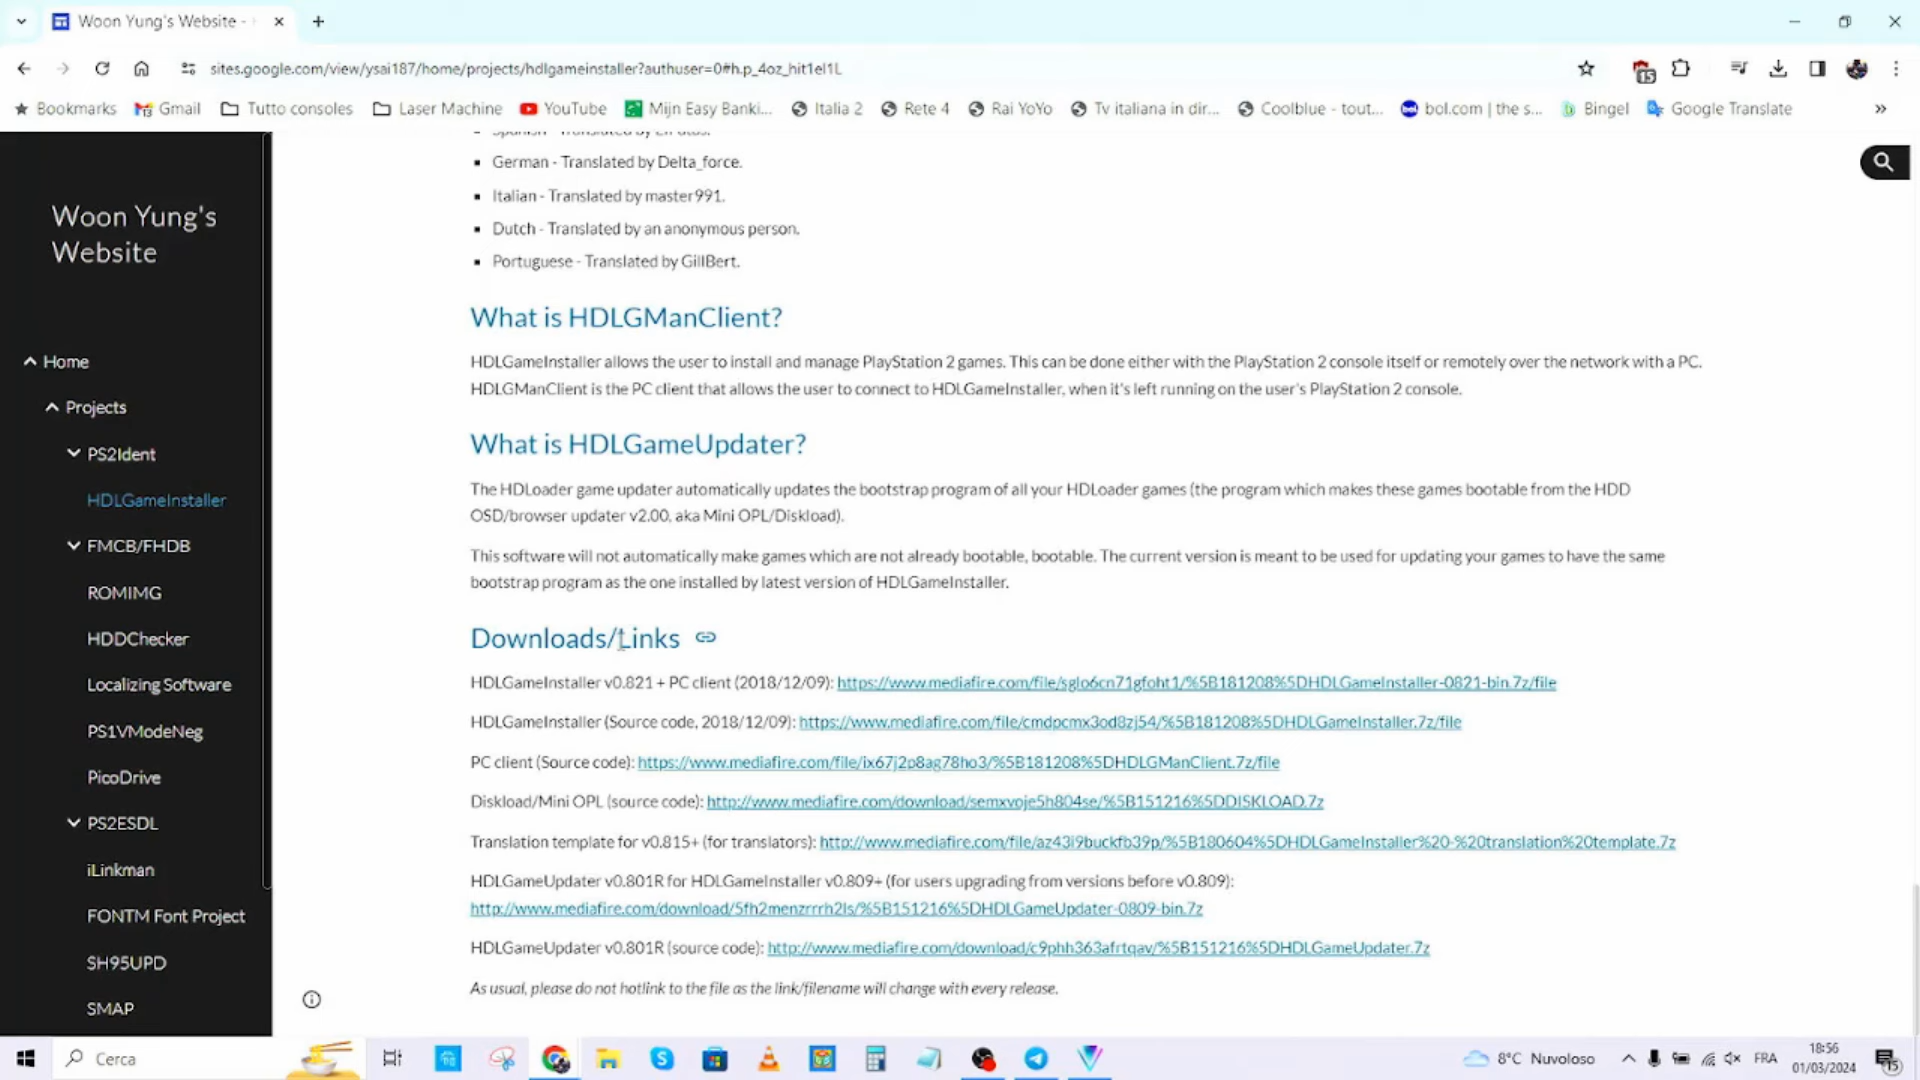 Woon Yung's Website -
sites.google.com/view/ysai187/home/projects/hdlgameinstaller?authuser=0#h.p_4oz_hit1el1L
15
Bookmarks Gmail Tutto consoles Laser Machine YouTube Mijn Easy Banki... Italia 2 Rete 4 Rai YoYo Tv italiana in dir... Coolblue - tout... bol.com | the s... Bingel Google Translate »
Woon Yung's
Website
Home
Projects
PS2Ident
HDLGameInstaller
FMCB/FHDB
ROMIMG
HDDChecker
Localizing Software
PS1VModeNeg
PicoDrive
PS2ESDL
iLinkman
FONTM Font Project
SH95UPD
SMAP
German - Translated by Delta_force.
Italian - Translated by master991.
Dutch - Translated by an anonymous person.
Portuguese - Translated by GillBert.
What is HDLGManClient?
HDLGameInstaller allows the user to install and manage PlayStation 2 games. This can be done either with the PlayStation 2 console itself or remotely over the network with a PC.
HDLGManClient is the PC client that allows the user to connect to HDLGameInstaller, when it's left running on the user's PlayStation 2 console.
What is HDLGameUpdater?
The HDLoader game updater automatically updates the bootstrap program of all your HDLoader games (the program which makes these games bootable from the HDD
OSD/browser updater v2.00, aka Mini OPL/Diskload).
This software will not automatically make games which are not already bootable, bootable. The current version is meant to be used for updating your games to have the same
bootstrap program as the one installed by latest version of HDLGameInstaller.
Downloads/Links
HDLGameInstaller v0.821 + PC client (2018/12/09): https://www.mediafire.com/file/sglo6cn71gfoht1/%5B181208%5DHDLGameInstaller-0821-bin.7z/file
HDLGameInstaller (Source code, 2018/12/09): https://www.mediafire.com/file/cmdpcmx3od8zj54/%5B181208%5DHDLGameInstaller.7z/file
PC client (Source code): https://www.mediafire.com/file/ix67j2p8ag78ho3/%5B181208%5DHDLGManClient.7z/file
Diskload/Mini OPL (source code): http://www.mediafire.com/download/semxvoje5h804se/%5B151216%5DDISKLOAD.7z
Translation template for v0.815+ (for translators): http://www.mediafire.com/file/az43i9buckfb39p/%5B180604%5DHDLGameInstaller%20-%20translation%20template.7z
HDLGameUpdater v0.801R for HDLGameInstaller v0.809+ (for users upgrading from versions before v0.809):
http://www.mediafire.com/download/5fh2menzrrrh2ls/%5B151216%5DHDLGameUpdater-0809-bin.7z
HDLGameUpdater v0.801R (source code): http://www.mediafire.com/download/c9phh363afrtqav/%5B151216%5DHDLGameUpdater.7z
As usual, please do not hotlink to the file as the link/filename will change with every release.
Cerca
8°C Nuvoloso
FRA
18:56
01/03/2024
15